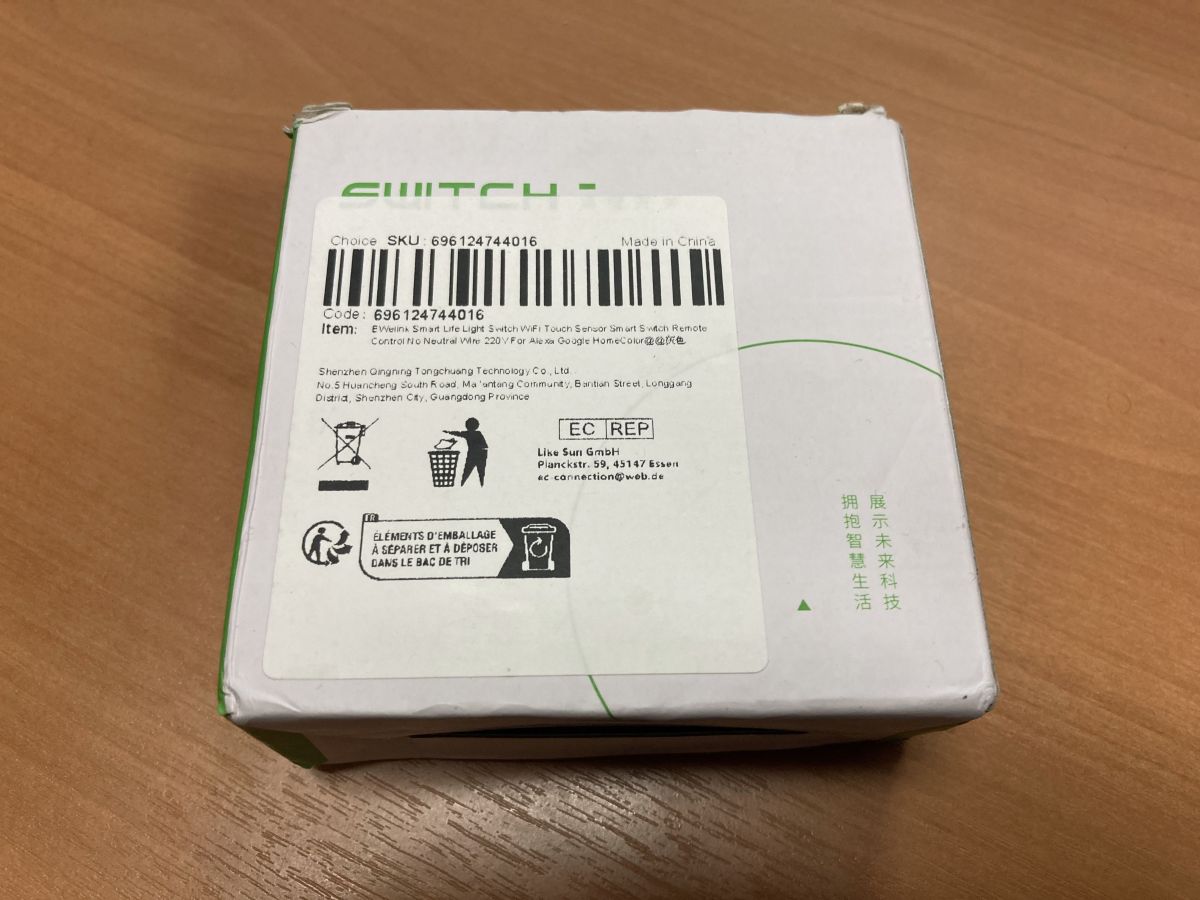 SWITCH
Choice SKU: 696124744016 Made in China
Code: 696124744016
Item: EWelink Smart Life Light Switch WiFi Touch Sensor Smart Switch Remote
Control No Neutral Wire 220V For Alexa Google HomeColor@@灰色
Shenzhen Qingning Tongchuang Technology Co., Ltd.
No.5 Huancheng South Road, Ma'antang Community, Bantian Street, Longgang
District, Shenzhen City, Guangdong Province
EC REP
Like Sun GmbH
Planckstr. 59, 45147 Essen
ec-connection@web.de
FR
ÉLÉMENTS D'EMBALLAGE
À SÉPARER ET À DÉPOSER
DANS LE BAC DE TRI
展示未来科技
拥抱智慧生活